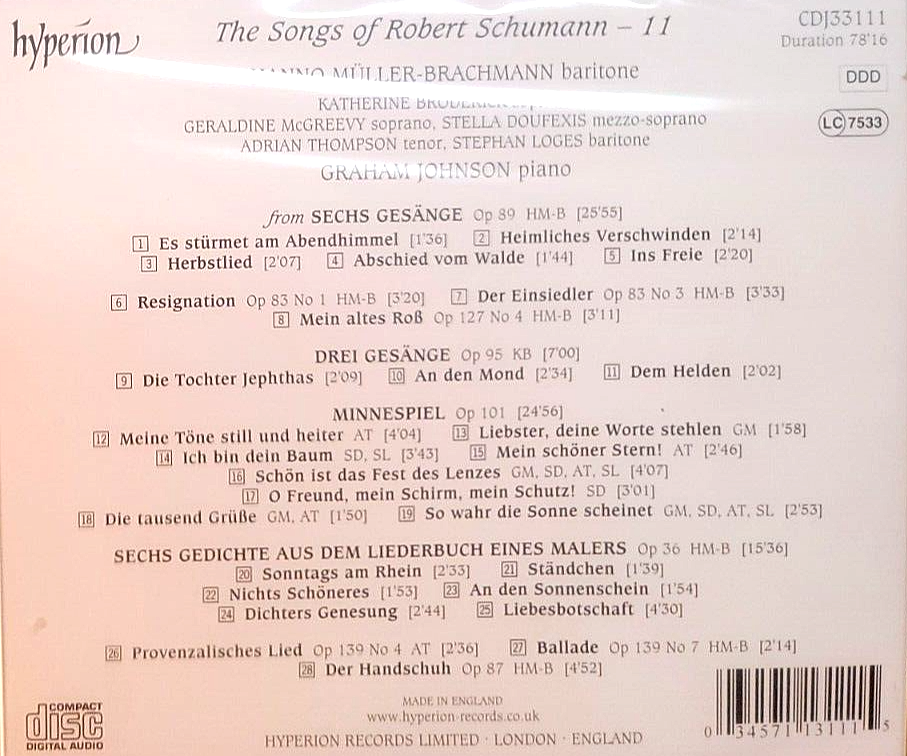 hyperion
The Songs of Robert Schumann – 11
CDJ33111
Duration 78'16
DDD
LC 7533
MÜLLER-BRACHMANN baritone
KATHERINE
GERALDINE McGREEVY soprano, STELLA DOUFEXIS mezzo-soprano
ADRIAN THOMPSON tenor, STEPHAN LOGES baritone
GRAHAM JOHNSON piano
from SECHS GESÄNGE Op 89 HM-B [25'55]
1 Es stürmet am Abendhimmel [1'36] 2 Heimliches Verschwinden [2'14]
3 Herbstlied [2'07] 4 Abschied vom Walde [1'44] 5 Ins Freie [2'20]
6 Resignation Op 83 No 1 HM-B [3'20] 7 Der Einsiedler Op 83 No 3 HM-B [3'33]
8 Mein altes Roß Op 127 No 4 HM-B [3'11]
DREI GESÄNGE Op 95 KB [7'00]
9 Die Tochter Jephthas [2'09] 10 An den Mond [2'34] 11 Dem Helden [2'02]
MINNESPIEL Op 101 [24'56]
12 Meine Töne still und heiter AT [4'04] 13 Liebster, deine Worte stehlen GM [1'58]
14 Ich bin dein Baum SD, SL [3'43] 15 Mein schöner Stern! AT [2'46]
16 Schön ist das Fest des Lenzes GM, SD, AT, SL [4'07]
17 O Freund, mein Schirm, mein Schutz! SD [3'01]
18 Die tausend Grüße GM, AT [1'50] 19 So wahr die Sonne scheinet GM, SD, AT, SL [2'53]
SECHS GEDICHTE AUS DEM LIEDERBUCH EINES MALERS Op 36 HM-B [15'36]
20 Sonntags am Rhein [2'33] 21 Ständchen [1'39]
22 Nichts Schöneres [1'53] 23 An den Sonnenschein [1'54]
24 Dichters Genesung [2'44] 25 Liebesbotschaft [4'30]
26 Provenzalisches Lied Op 139 No 4 AT [2'36] 27 Ballade Op 139 No 7 HM-B [2'14]
28 Der Handschuh Op 87 HM-B [4'52]
COMPACT
disc
DIGITAL AUDIO
MADE IN ENGLAND
www.hyperion-records.co.uk
HYPERION RECORDS LIMITED · LONDON · ENGLAND
0 34571 13111 5